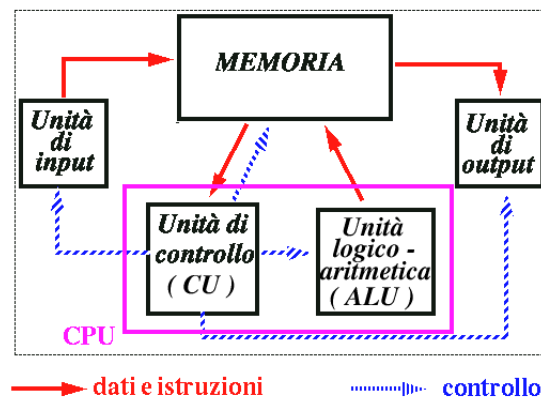 MEMORIA
Unità
di
input
Unità
di
output
Unità di
controllo
( CU )
Unità
logico -
aritmetica
( ALU )
CPU
dati e istruzioni
controllo